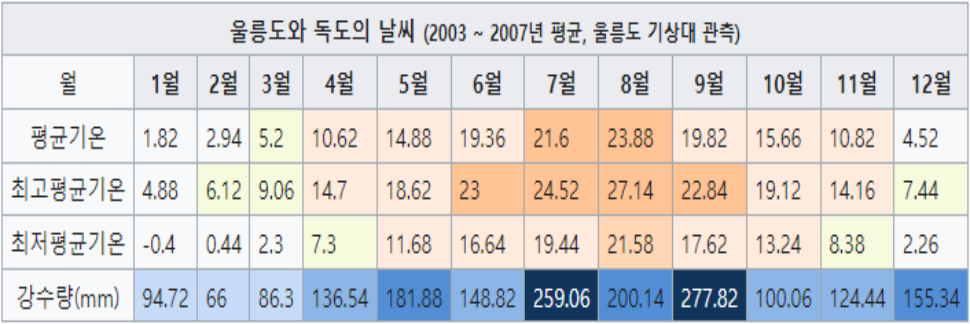 울릉도와 독도의 날씨 (2003 ~ 2007년 평균, 울릉도 기상대 관측)
월 1월 2월 3월 4월 5월 6월 7월 8월 9월 10월 11월 12월
평균기온 1.82 2.94 5.2 10.62 14.88 19.36 21.6 23.88 19.82 15.66 10.82 4.52
최고평균기온 4.88 6.12 9.06 14.7 18.62 23 24.52 27.14 22.84 19.12 14.16 7.44
최저평균기온 -0.4 0.44 2.3 7.3 11.68 16.64 19.44 21.58 17.62 13.24 8.38 2.26
강수량(mm) 94.72 66 86.3 136.54 181.88 148.82 259.06 200.14 277.82 100.06 124.44 155.34